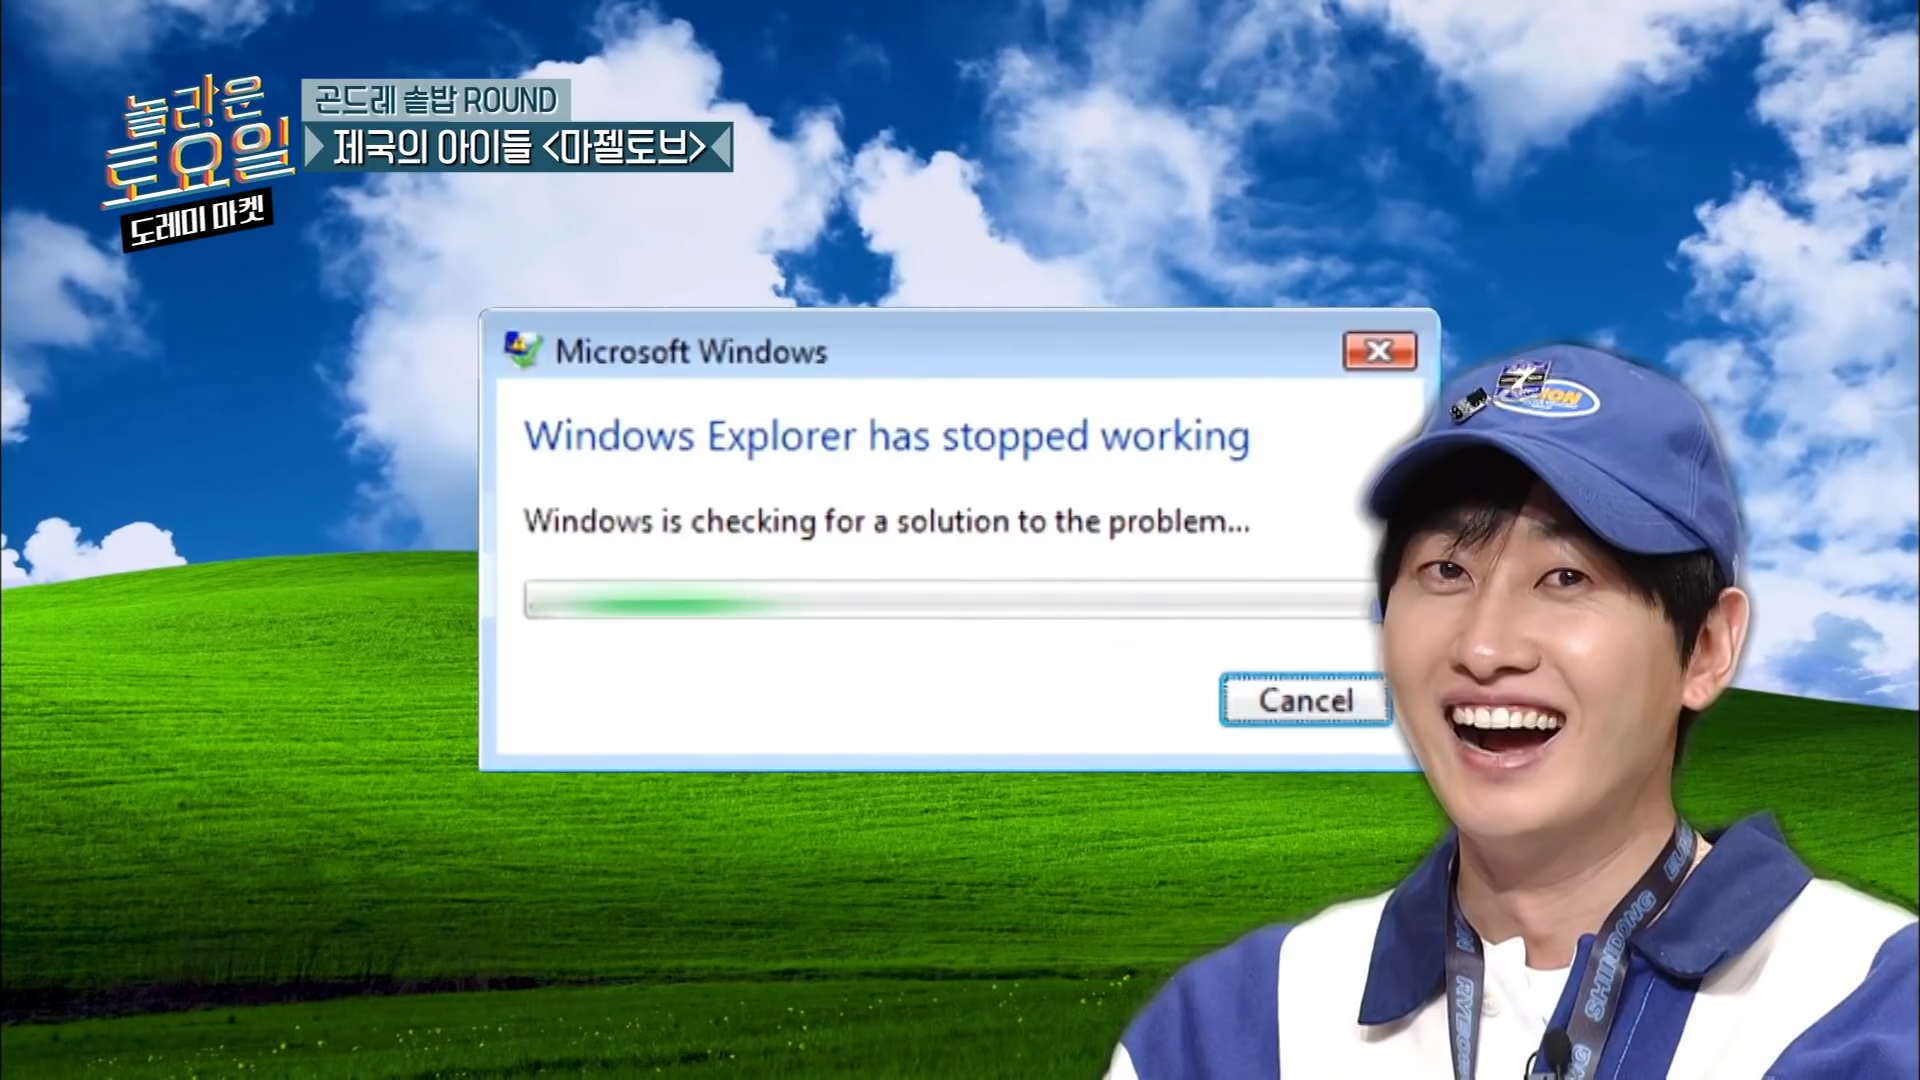 놀라운
토요일
도레미 마켓
곤드레 솥밥 ROUND
제국의 아이들 <마젤토브>
Microsoft Windows
Windows Explorer has stopped working
Windows is checking for a solution to the problem...
Cancel
SHINDONG